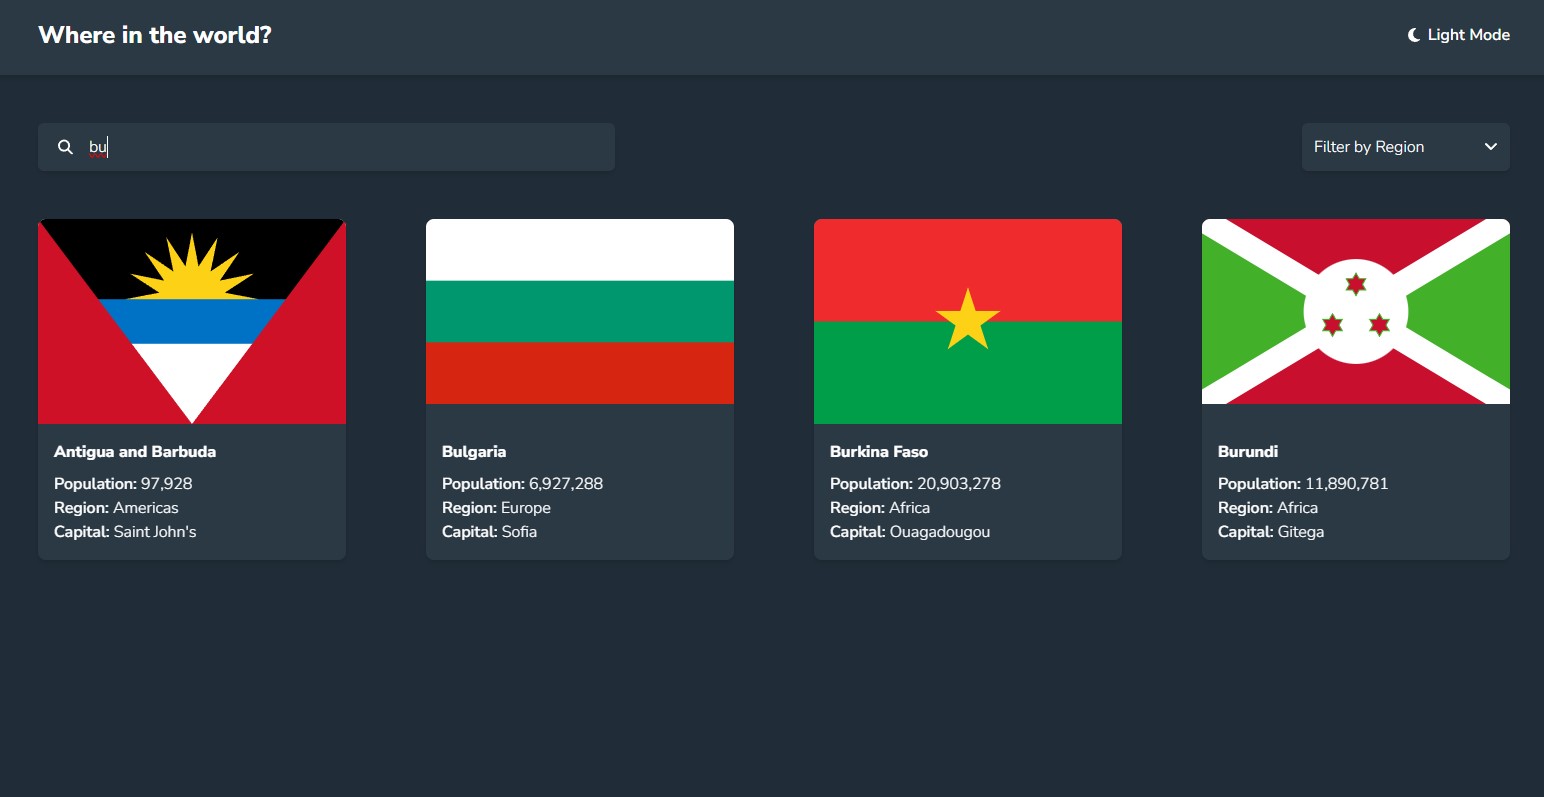 Where in the world?
Light Mode
bu
Filter by Region
Antigua and Barbuda
Population: 97,928
Region: Americas
Capital: Saint John's
Bulgaria
Population: 6,927,288
Region: Europe
Capital: Sofia
Burkina Faso
Population: 20,903,278
Region: Africa
Capital: Ouagadougou
Burundi
Population: 11,890,781
Region: Africa
Capital: Gitega